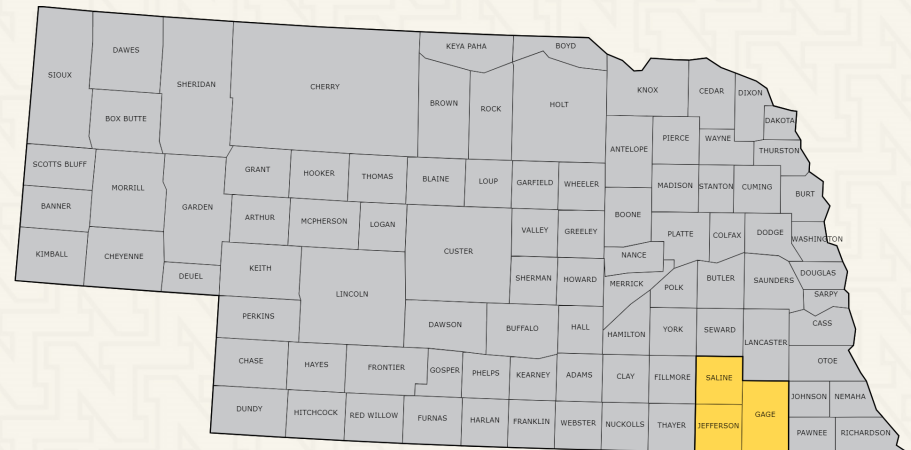 KEYA PAHA
BOYD
DAWES
SIOUX
SHERIDAN
CHERRY
KNOX
CEDAR
DIXON
BROWN
ROCK
HOLT
BOX BUTTE
DAKOTA
PIERCE
WAYNE
ANTELOPE
THURSTON
SCOTTS BLUFF
GRANT
HOOKER
THOMAS
BLAINE
LOUP
GARFIELD
WHEELER
MADISON
STANTON
CUMING
MORRILL
BURT
BANNER
GARDEN
ARTHUR
MCPHERSON
LOGAN
BOONE
VALLEY
GREELEY
PLATTE
COLFAX
DODGE
WASHINGTON
KIMBALL
CHEYENNE
CUSTER
NANCE
KEITH
DEUEL
SHERMAN
HOWARD
MERRICK
POLK
BUTLER
SAUNDERS
DOUGLAS
LINCOLN
SARPY
PERKINS
DAWSON
BUFFALO
HALL
HAMILTON
YORK
SEWARD
CASS
LANCASTER
CHASE
HAYES
FRONTIER
GOSPER
PHELPS
KEARNEY
ADAMS
CLAY
FILLMORE
SALINE
OTOE
JOHNSON
NEMAHA
DUNDY
HITCHCOCK
RED WILLOW
FURNAS
HARLAN
FRANKLIN
WEBSTER
NUCKOLLS
THAYER
JEFFERSON
GAGE
PAWNEE
RICHARDSON